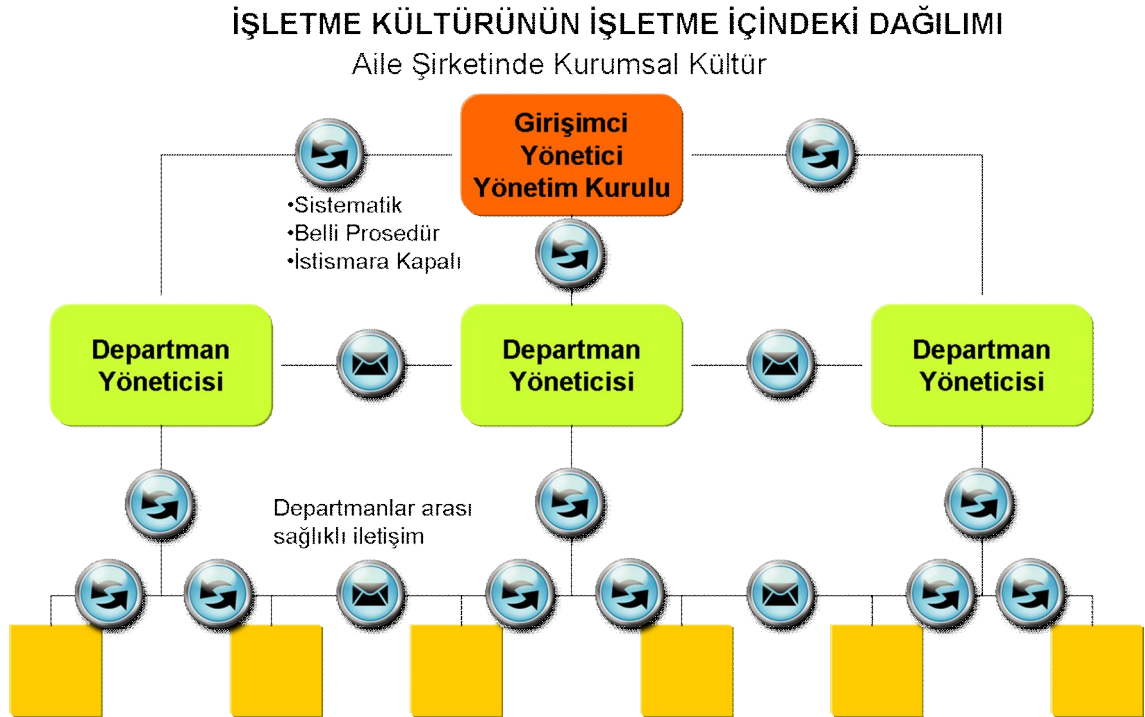 İŞLETME KÜLTÜRÜNÜN İŞLETME İÇİNDEKİ DAĞILIMI
Aile Şirketinde Kurumsal Kültür
Girişimci
Yönetici
Yönetim Kurulu
•Sistematik
•Belli Prosedür
•İstismara Kapalı
Departman
Yöneticisi
Departman
Yöneticisi
Departman
Yöneticisi
Departmanlar arası
sağlıklı iletişim